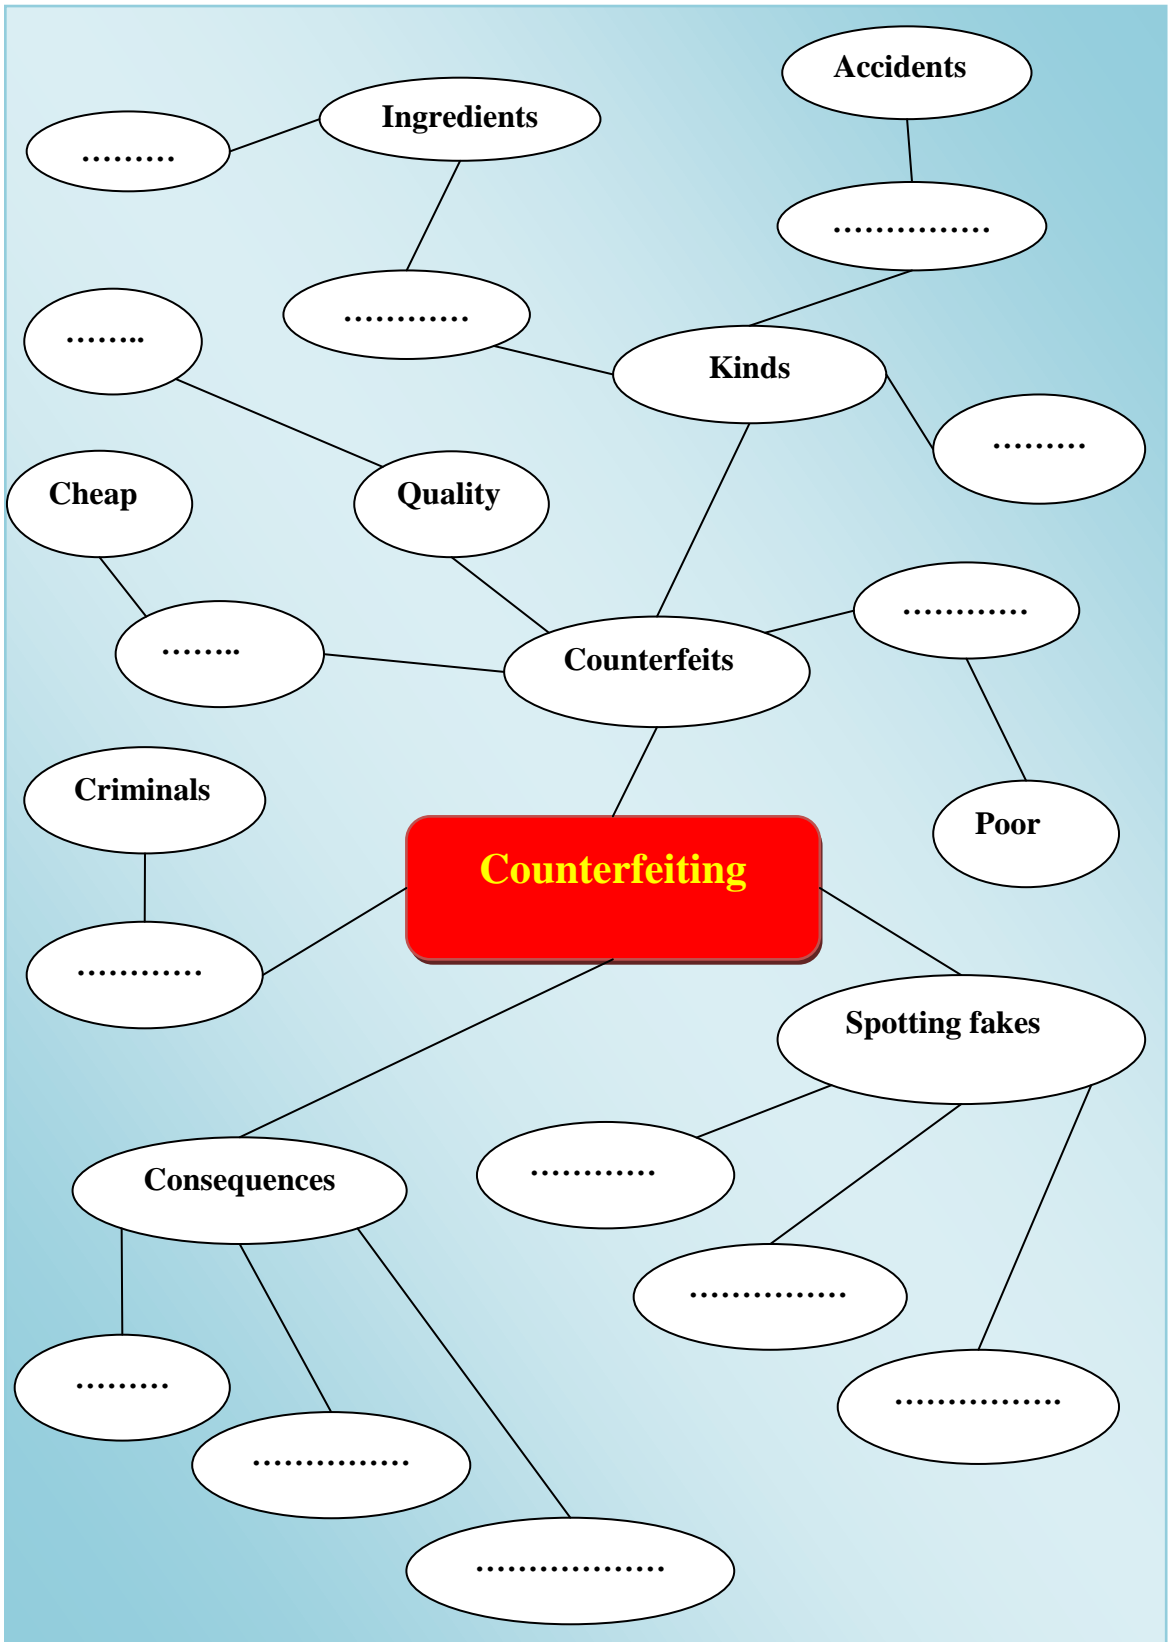 Accidents
Ingredients
………
……………
…………
……..
Kinds
………
Cheap
Quality
…………
……..
Counterfeits
Criminals
Poor
Counterfeiting
…………
Spotting fakes
Consequences
…………
……………
………
…………….
……………
………………